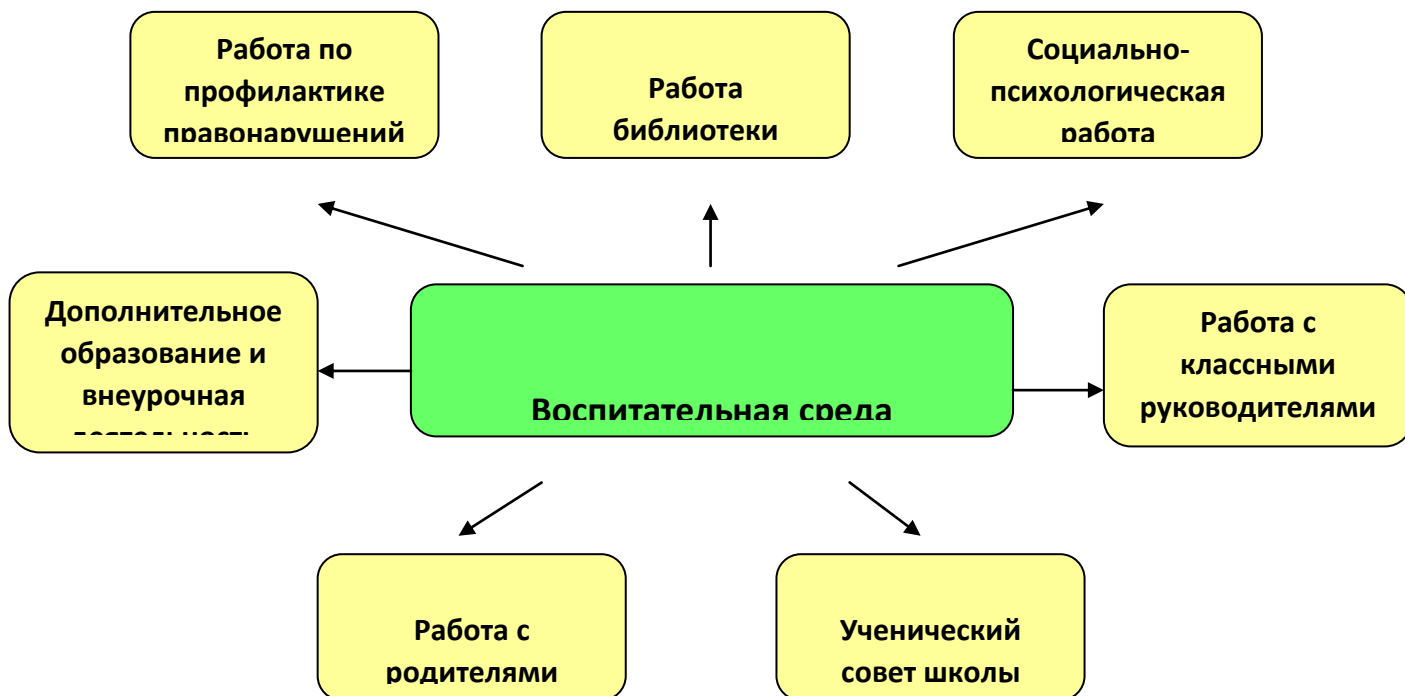 Работа по
профилактике
правонарушений
Работа
библиотеки
Социально-
психологическая
работа
Дополнительное
образование и
внеурочная
деятельность
Воспитательная среда
Работа с
классными
руководителями
Работа с
родителями
Ученический
совет школы